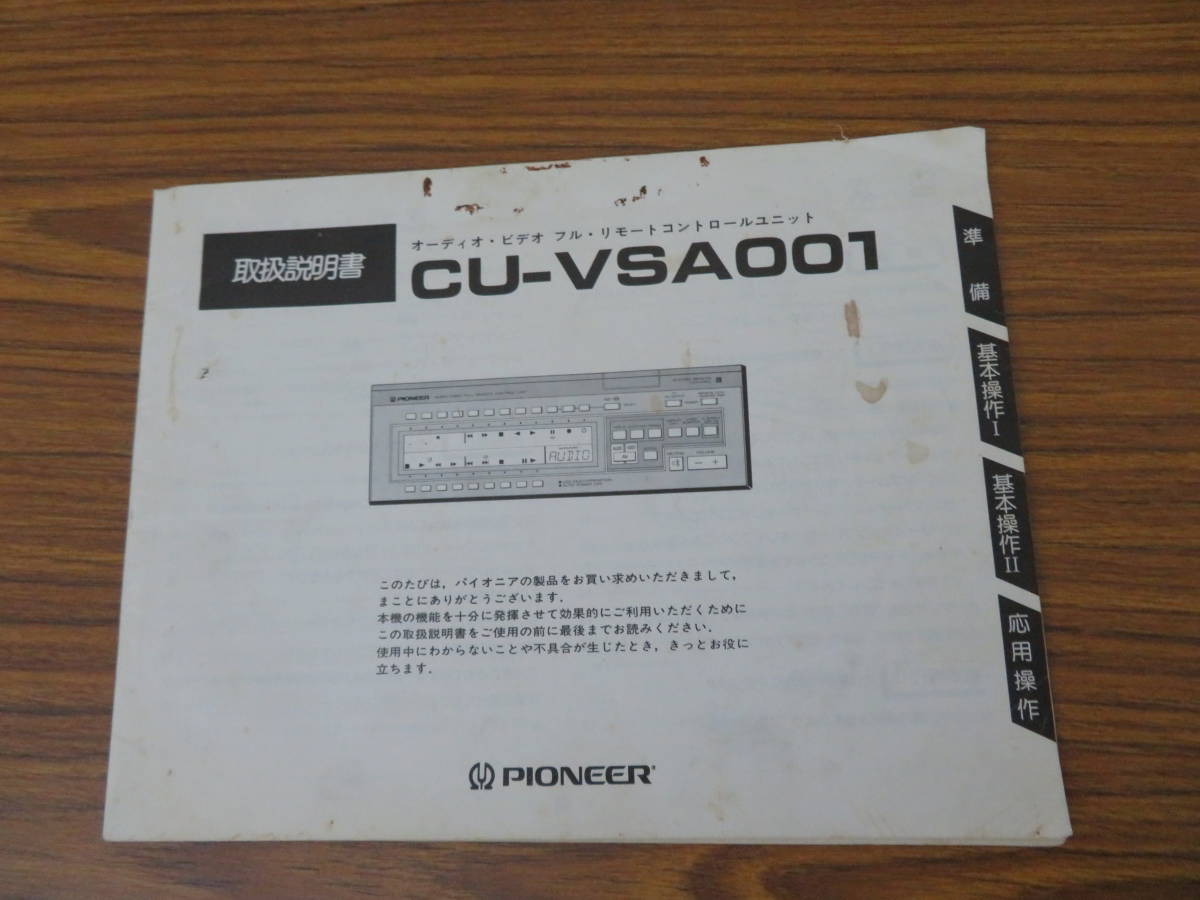 取扱説明書
オーディオ・ビデオ フル・リモートコントロールユニット
CU-VSA001
PIONEER
AUDIO
このたびは，パイオニアの製品をお買い求めいただきまして，
まことにありがとうございます．
本機の機能を十分に発揮させて効果的にご利用いただくために
この取扱説明書をご使用の前に最後までお読みください．
使用中にわからないことや不具合が生じたとき，きっとお役に
立ちます．
PIONEER
準備
基本操作I
基本操作II
応用操作